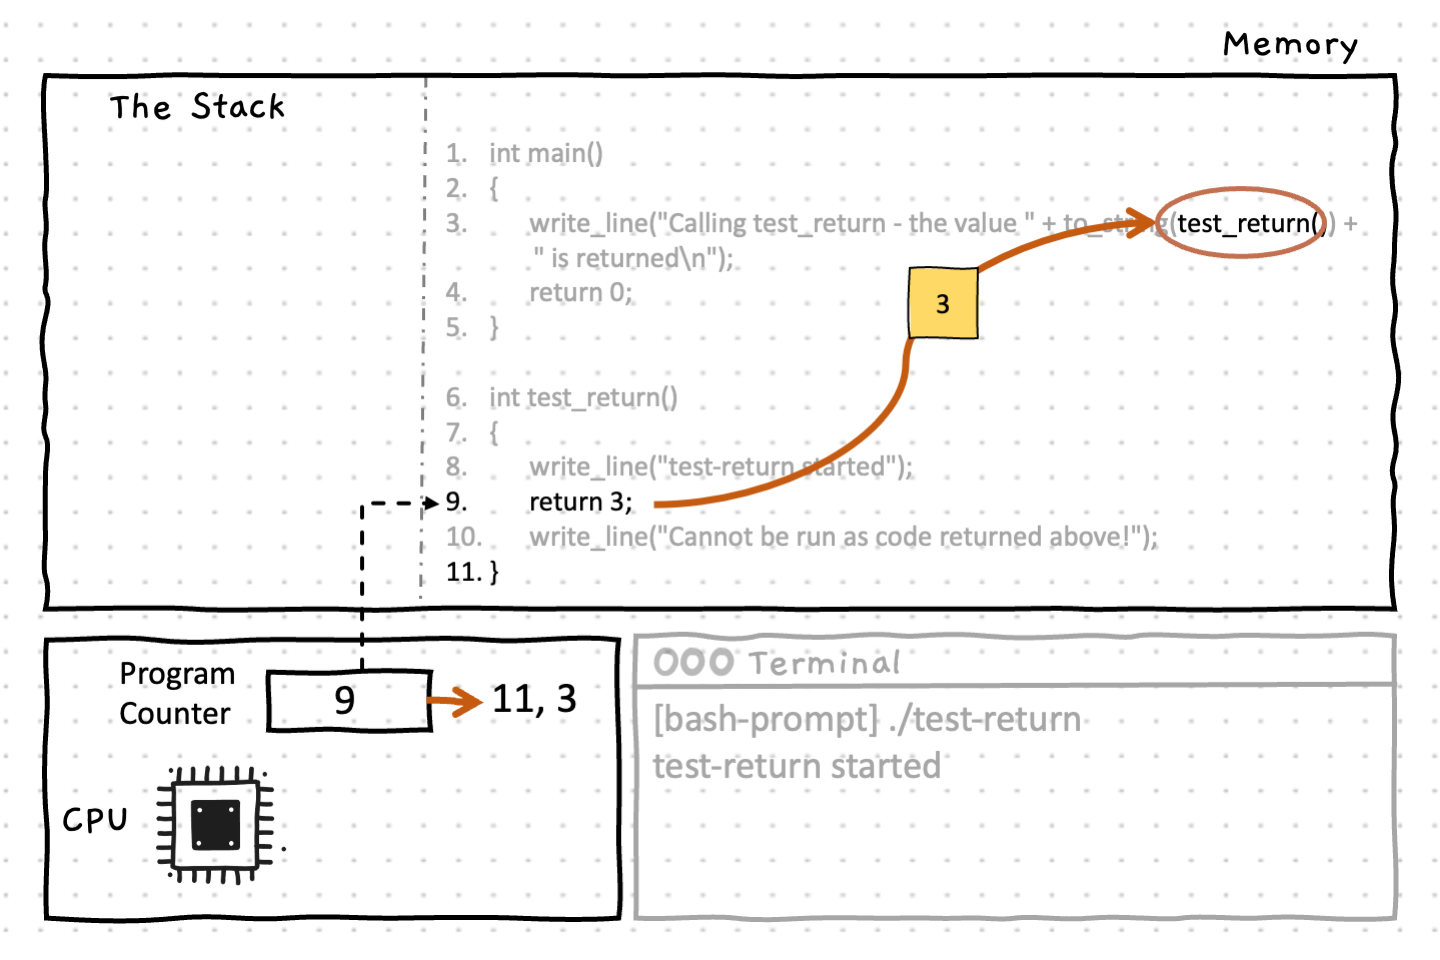 Memory
The Stack
1. int main()
2. {
3. write_line("Calling test_return - the value " + to_string(test_return()) +
" is returned\n");
4. return 0;
5. }
3
6. int test_return()
7. {
8. write_line("test-return started");
9. return 3;
10. write_line("Cannot be run as code returned above!");
11. }
Program
Counter
9
11, 3
CPU
Terminal
[bash-prompt] ./test-return
test-return started